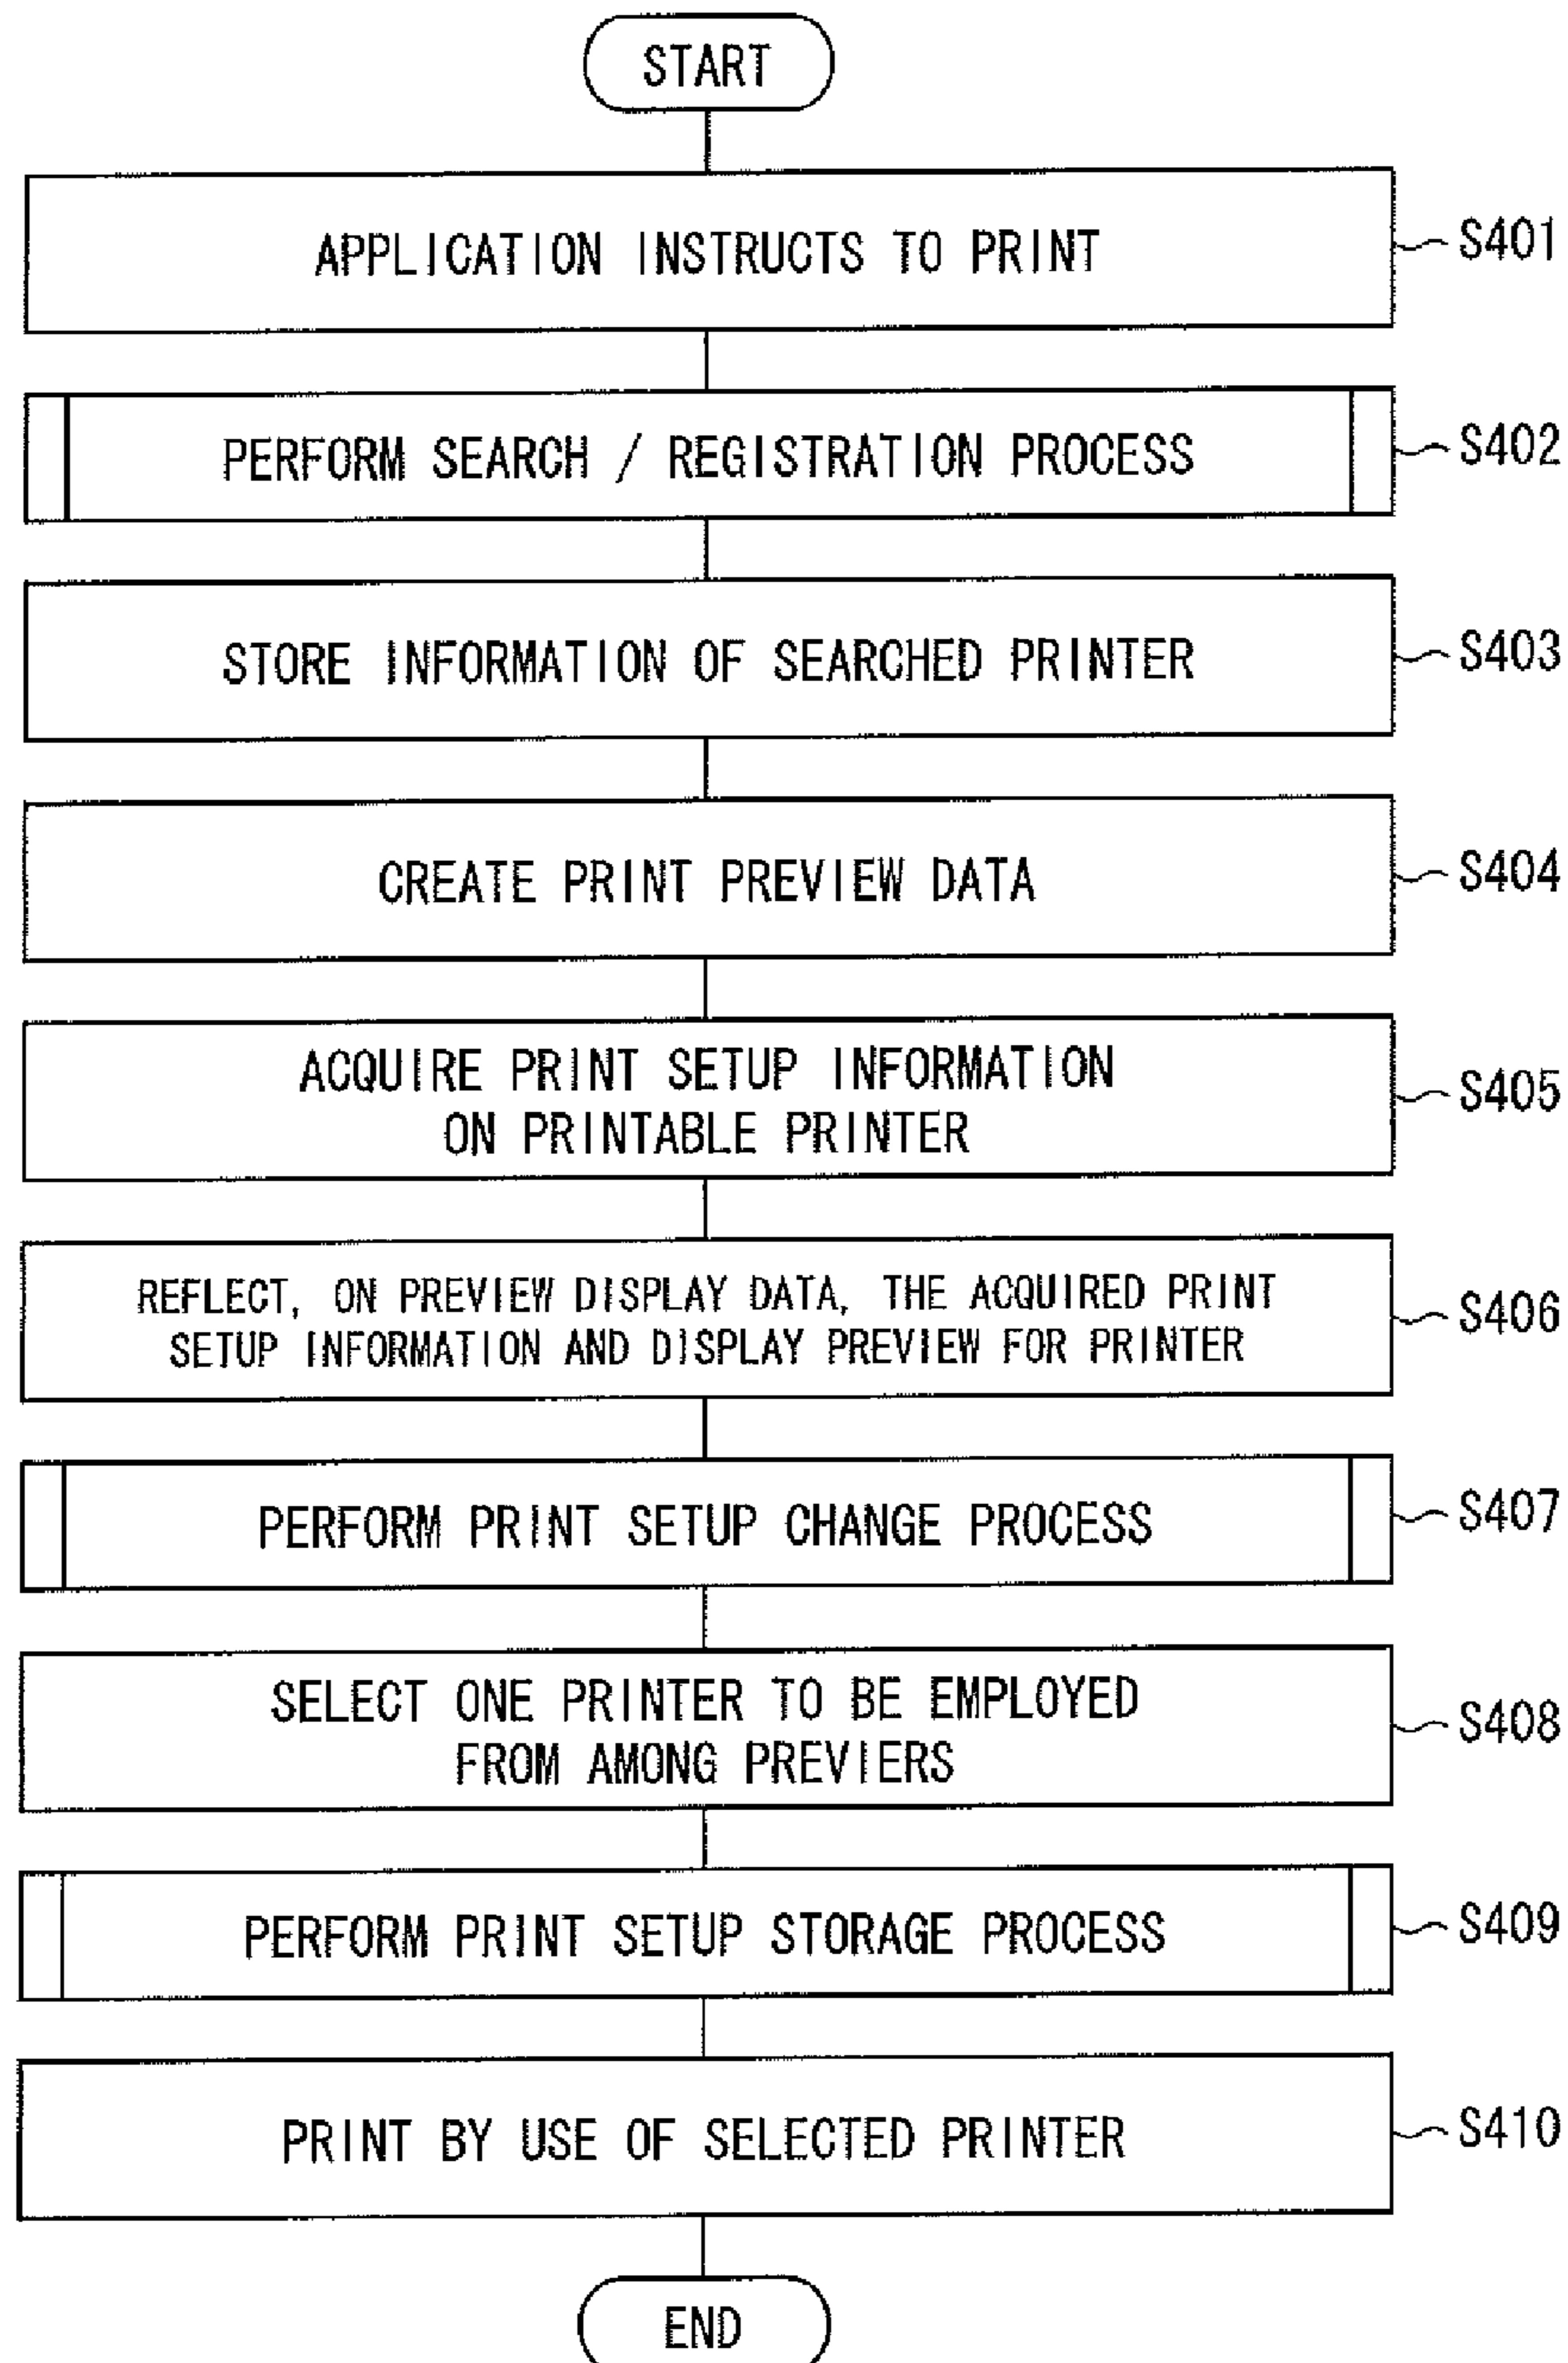 START
APPLICATION INSTRUCTS TO PRINT
S401
PERFORM SEARCH / REGISTRATION PROCESS
S402
STORE INFORMATION OF SEARCHED PRINTER
S403
CREATE PRINT PREVIEW DATA
S404
ACQUIRE PRINT SETUP INFORMATION
ON PRINTABLE PRINTER
S405
REFLECT, ON PREVIEW DISPLAY DATA, THE ACQUIRED PRINT
SETUP INFORMATION AND DISPLAY PREVIEW FOR PRINTER
S406
PERFORM PRINT SETUP CHANGE PROCESS
S407
SELECT ONE PRINTER TO BE EMPLOYED
FROM AMONG PREVIERS
S408
PERFORM PRINT SETUP STORAGE PROCESS
S409
PRINT BY USE OF SELECTED PRINTER
S410
END